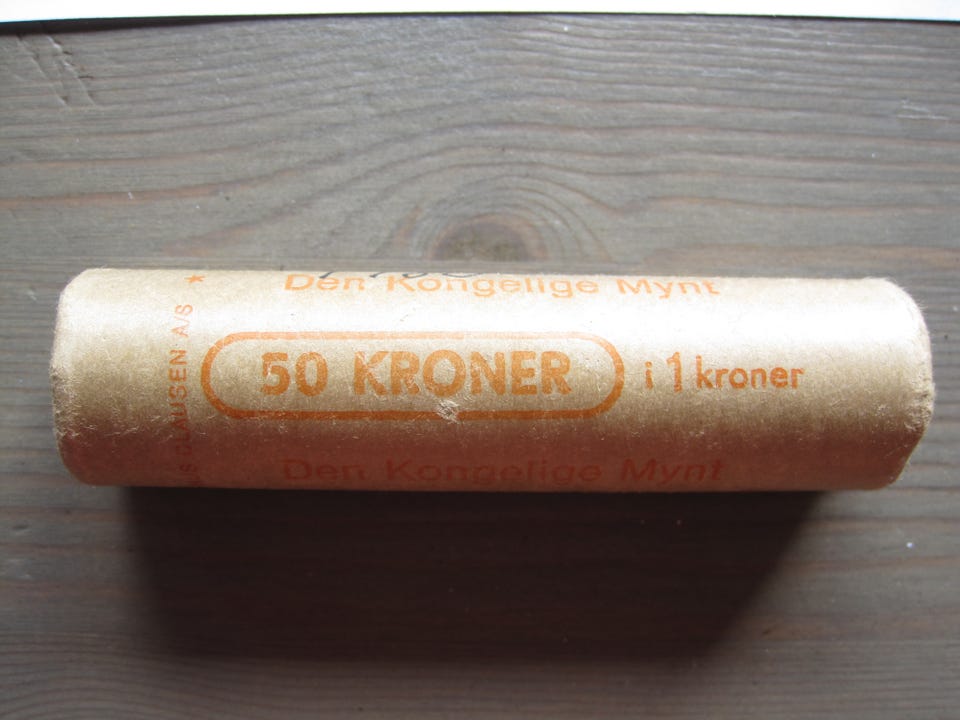 Den Kongelige Mynt
50 KRONER i 1 kroner
Den Kongelige Mynt
CLAUSEN A/S ★